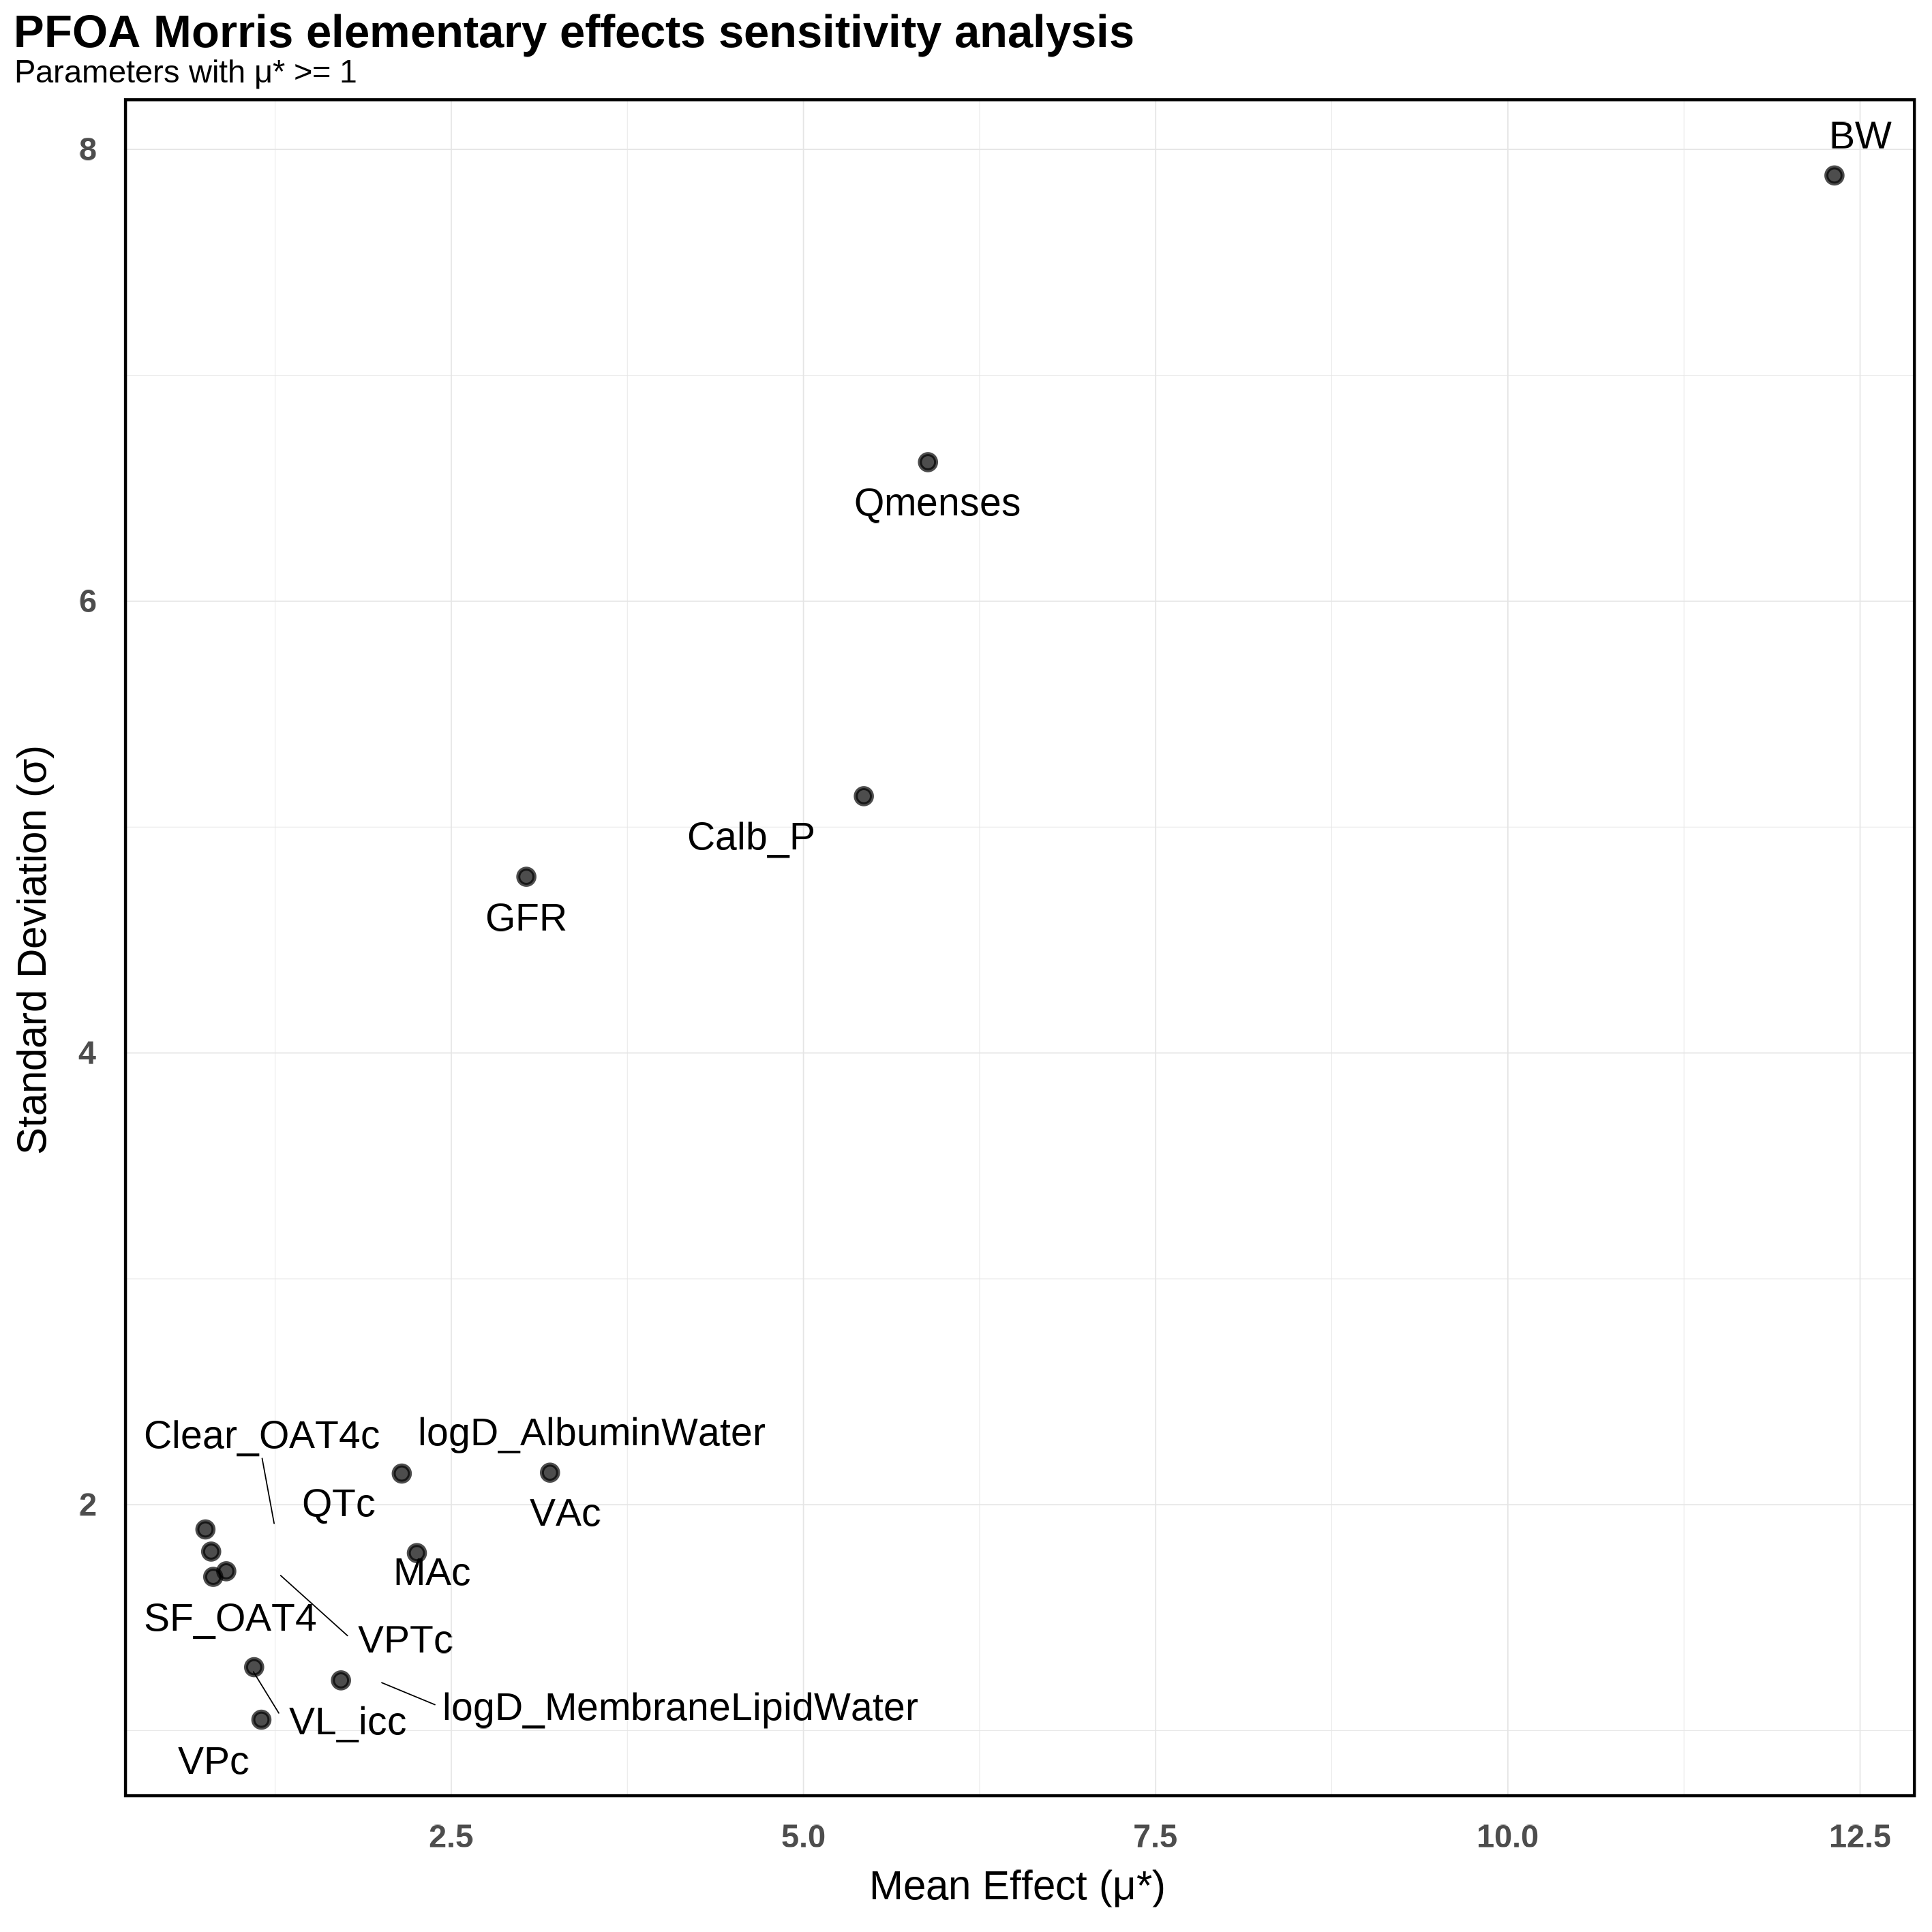 PFOA Morris elementary effects sensitivity analysis
Parameters with μ* >= 1
BW
8
Qmenses
6
Calb_P
GFR
Standard Deviation (σ)
4
Clear_OAT4c
logD_AlbuminWater
QTc
VAc
2
MAc
SF_OAT4
VPTc
logD_MembraneLipidWater
VL_icc
VPc
2.5 5.0 7.5 10.0 12.5
Mean Effect (μ*)